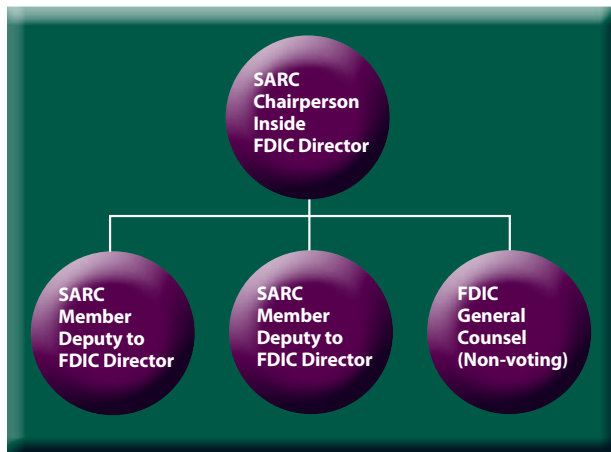 SARC
Chairperson
Inside
FDIC Director
SARC
Member
Deputy to
FDIC Director
SARC
Member
Deputy to
FDIC Director
FDIC
General
Counsel
(Non-voting)